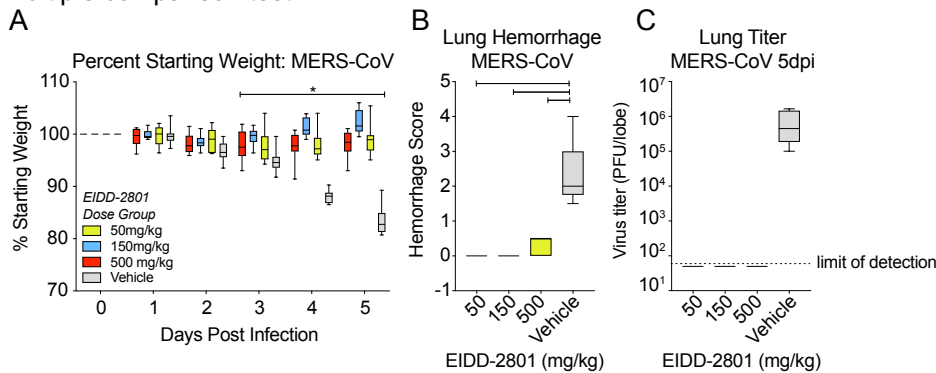 A
Percent Starting Weight: MERS-CoV
*
% Starting Weight
110
100
90
80
70
EIDD-2801
Dose Group
50mg/kg
150mg/kg
500 mg/kg
Vehicle
0 1 2 3 4 5
Days Post Infection
B
Lung Hemorrhage
MERS-CoV
Hemorrhage Score
5
4
3
2
1
0
-1
50 150 500 Vehicle
EIDD-2801 (mg/kg)
C
Lung Titer
MERS-CoV 5dpi
Virus titer (PFU/lobe)
10⁷
10⁶
10⁵
10⁴
10³
10²
10¹
limit of detection
50 150 500 Vehicle
EIDD-2801 (mg/kg)